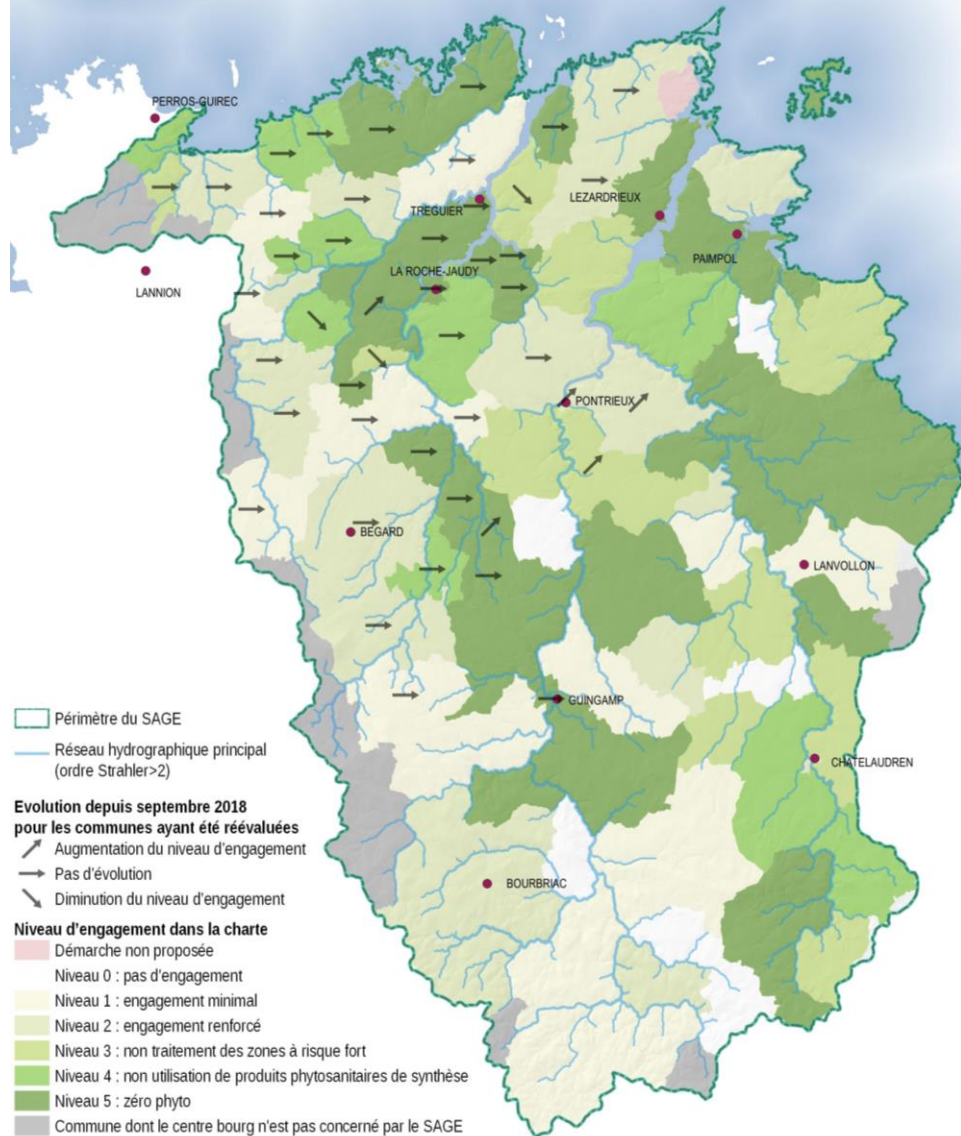 PERROS-GUIREC
TREGUIER
LEZARDRIEUX
PAIMPOL
LA ROCHE-JAUDY
LANNION
PONTRIEUX
BEGARD
LANVOLLON
GUINGAMP
CHATELAUDREN
BOURBRIAC
Périmètre du SAGE
Réseau hydrographique principal
(ordre Strahler>2)
Evolution depuis septembre 2018
pour les communes ayant été réévaluées
Augmentation du niveau d'engagement
Pas d'évolution
Diminution du niveau d'engagement
Niveau d'engagement dans la charte
Démarche non proposée
Niveau 0 : pas d'engagement
Niveau 1 : engagement minimal
Niveau 2 : engagement renforcé
Niveau 3 : non traitement des zones à risque fort
Niveau 4 : non utilisation de produits phytosanitaires de synthèse
Niveau 5 : zéro phyto
Commune dont le centre bourg n'est pas concerné par le SAGE